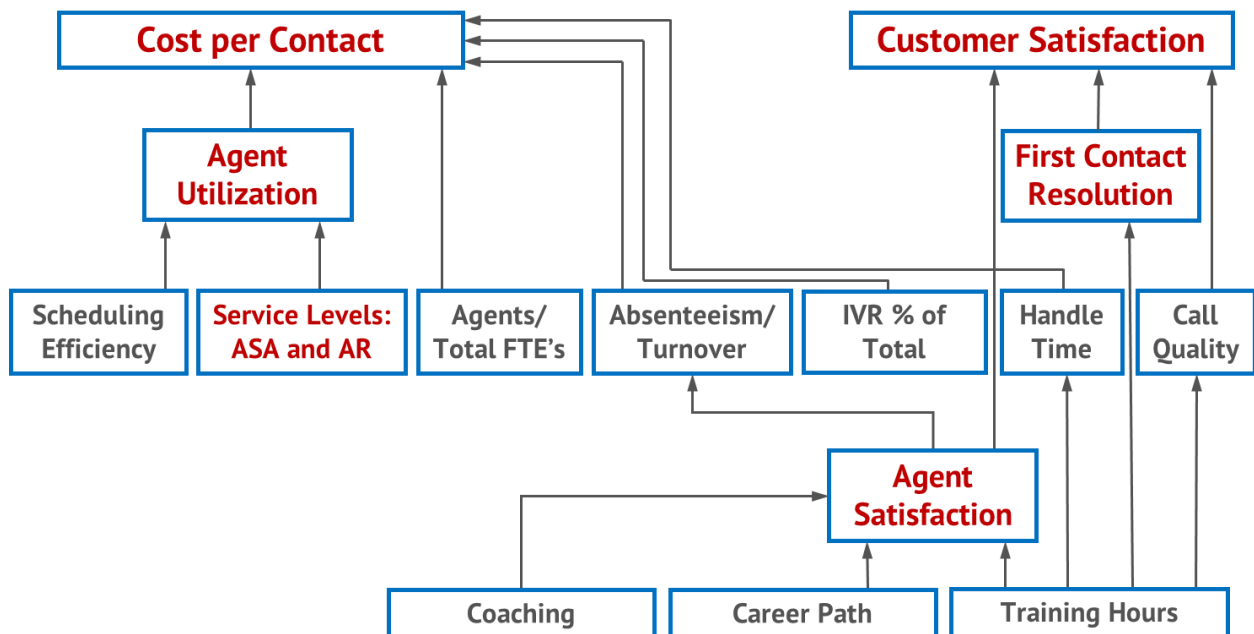 Cost per Contact
Customer Satisfaction
Agent
Utilization
First Contact
Resolution
Scheduling
Efficiency
Service Levels:
ASA and AR
Agents/
Total FTE’s
Absenteeism/
Turnover
IVR % of
Total
Handle
Time
Call
Quality
Agent
Satisfaction
Coaching
Career Path
Training Hours